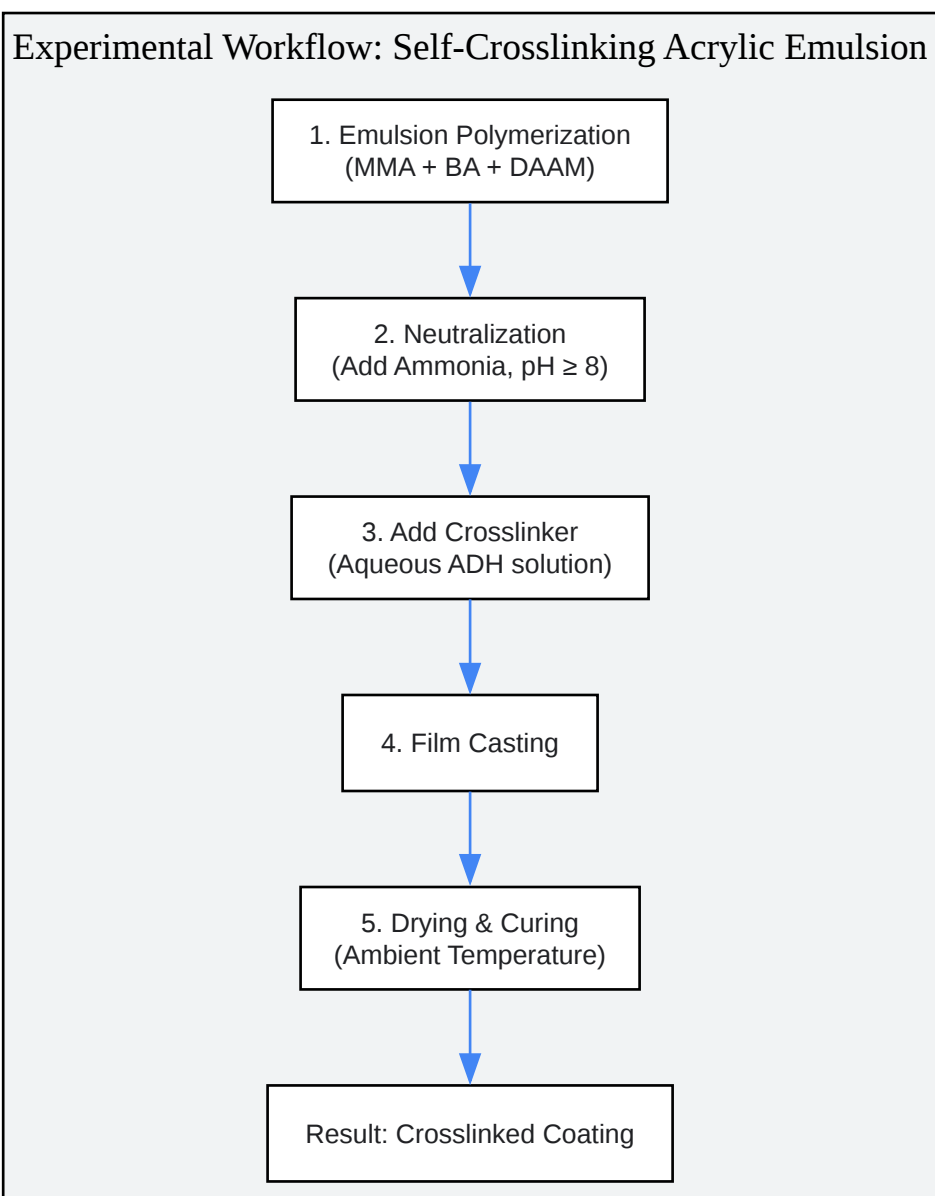 Experimental Workflow: Self-Crosslinking Acrylic Emulsion
1. Emulsion Polymerization
(MMA + BA + DAAM)
2. Neutralization
(Add Ammonia, pH ≥ 8)
3. Add Crosslinker
(Aqueous ADH solution)
4. Film Casting
5. Drying & Curing
(Ambient Temperature)
Result: Crosslinked Coating